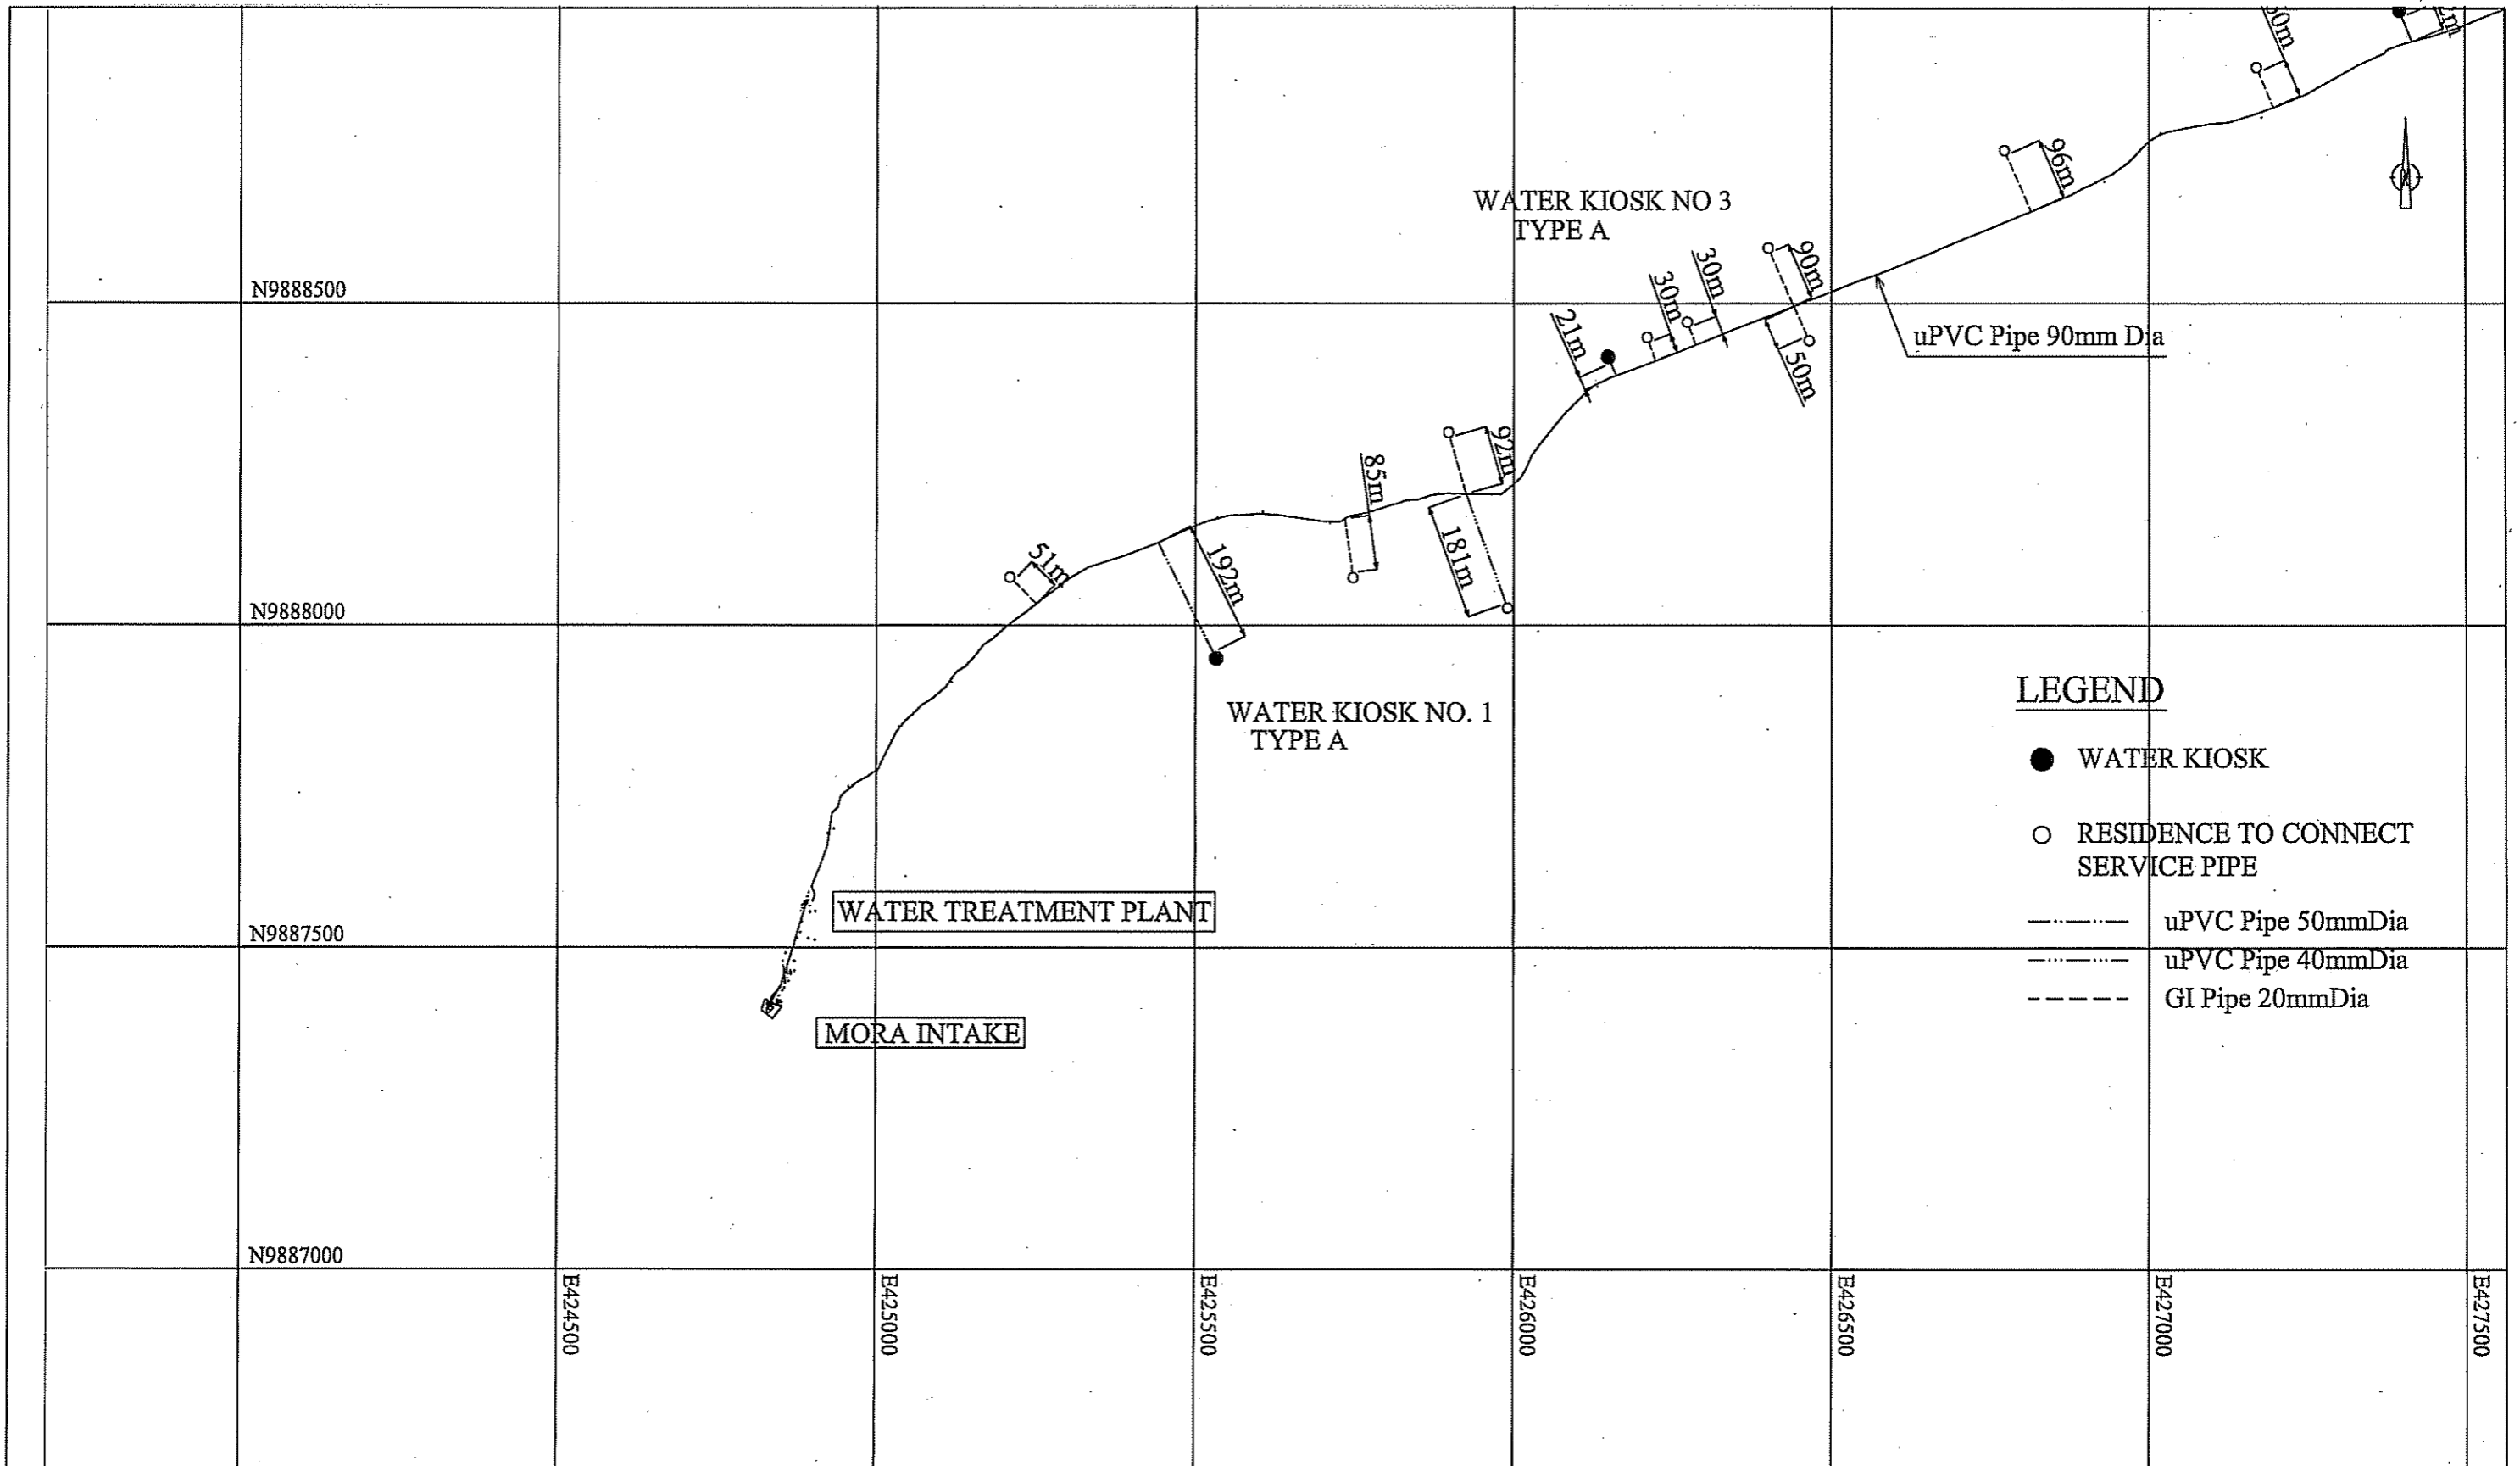 96m
WATER KIOSK NO 3
TYPE A
90m
30m
30m
21m
50m
N9888500
uPVC Pipe 90mm Dia
92m
85m
181m
51m
192m
N9888000
WATER KIOSK NO. 1
TYPE A
LEGEND
WATER KIOSK
RESIDENCE TO CONNECT
SERVICE PIPE
WATER TREATMENT PLANT
uPVC Pipe 50mmDia
N9887500
uPVC Pipe 40mmDia
GI Pipe 20mmDia
MORA INTAKE
N9887000
E424500
E425000
E425500
E426000
E426500
E427000
E427500